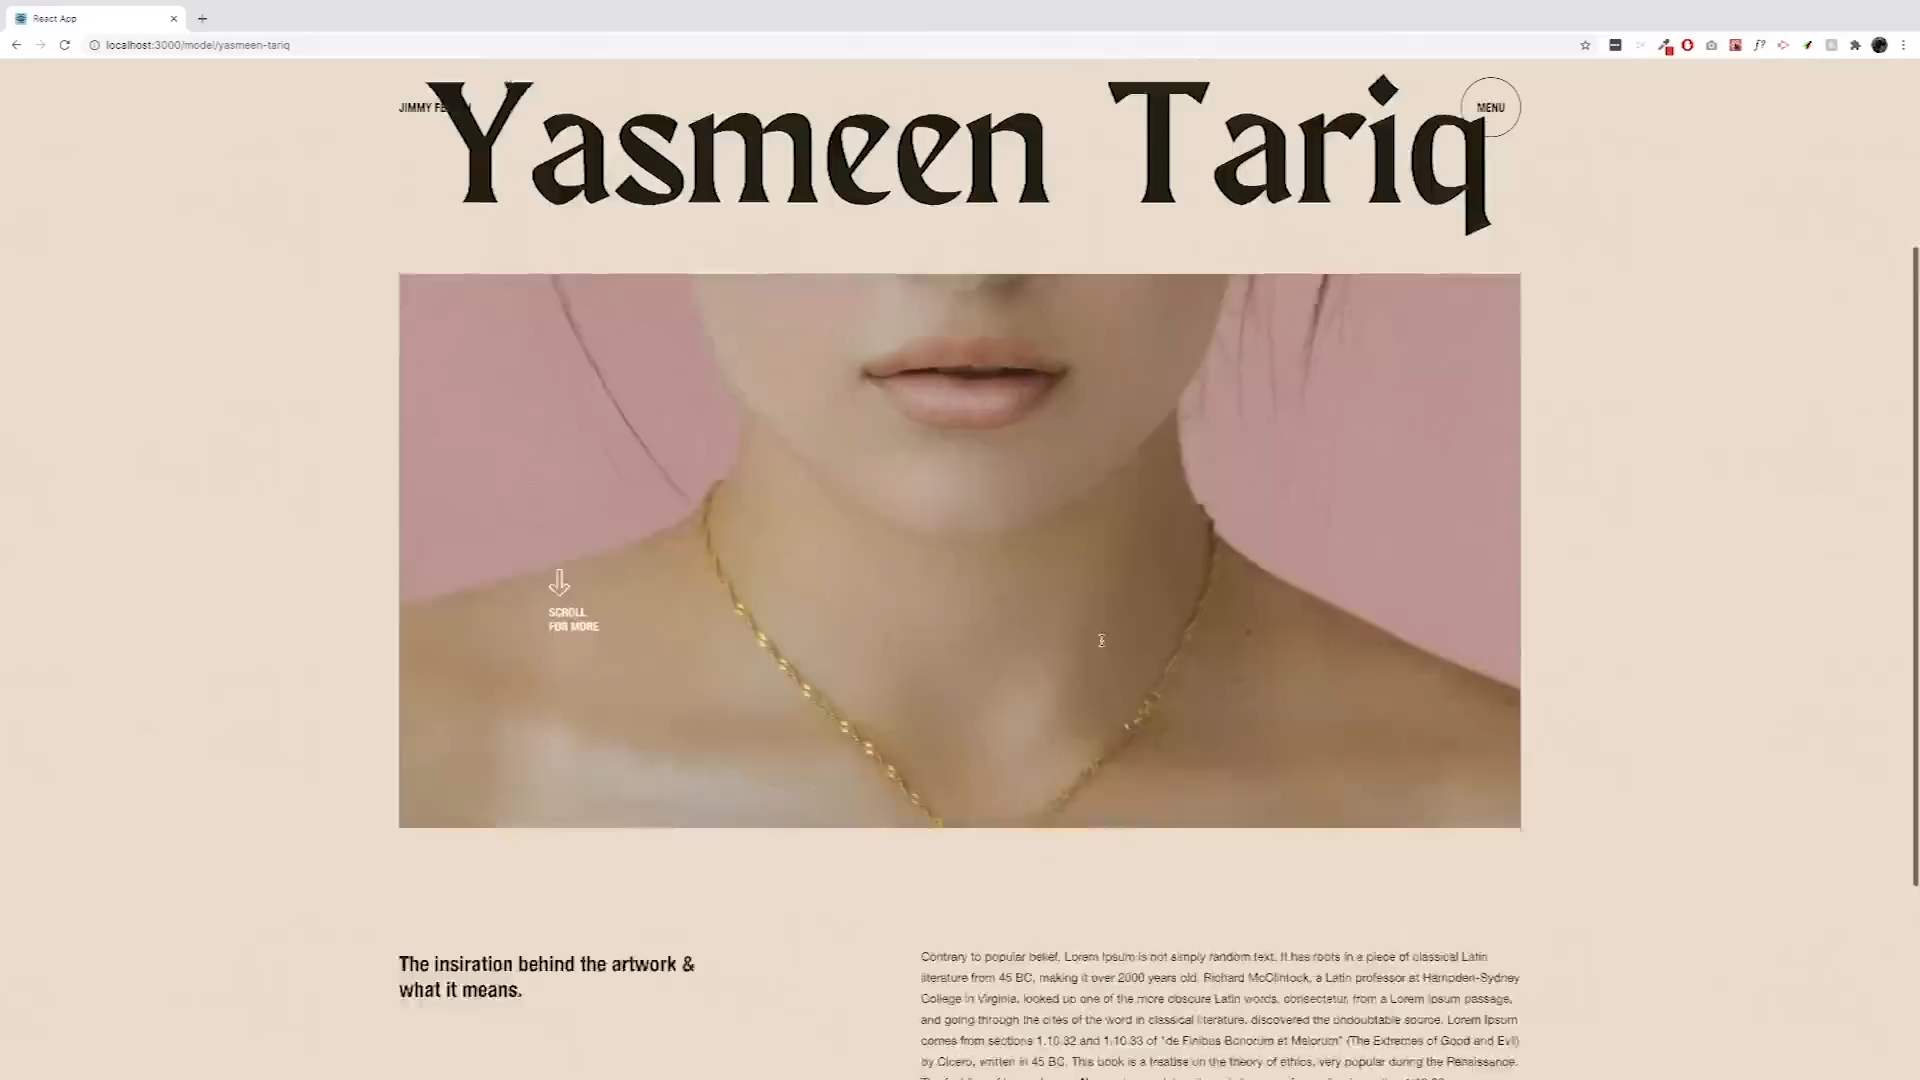 React App
localhost:3000/model/yasmeen-tariq
JIMMY
Yasmeen Tariq
MENU
SCROLL
FOR MORE
The insiration behind the artwork &
what it means.
Contrary to popular belief, Lorem Ipsum is not simply random text. It has roots in a piece of classical Latin
literature from 45 BC, making it over 2000 years old. Richard McClintock, a Latin professor at Hampden-Sydney
College in Virginia, looked up one of the more obscure Latin words, consectetur, from a Lorem Ipsum passage,
and going through the cites of the word in classical literature, discovered the undoubtable source. Lorem Ipsum
comes from sections 1.10.32 and 1.10.33 of "de Finibus Bonorum et Malorum" (The Extremes of Good and Evil)
by Cicero, written in 45 BC. This book is a treatise on the theory of ethics, very popular during the Renaissance.